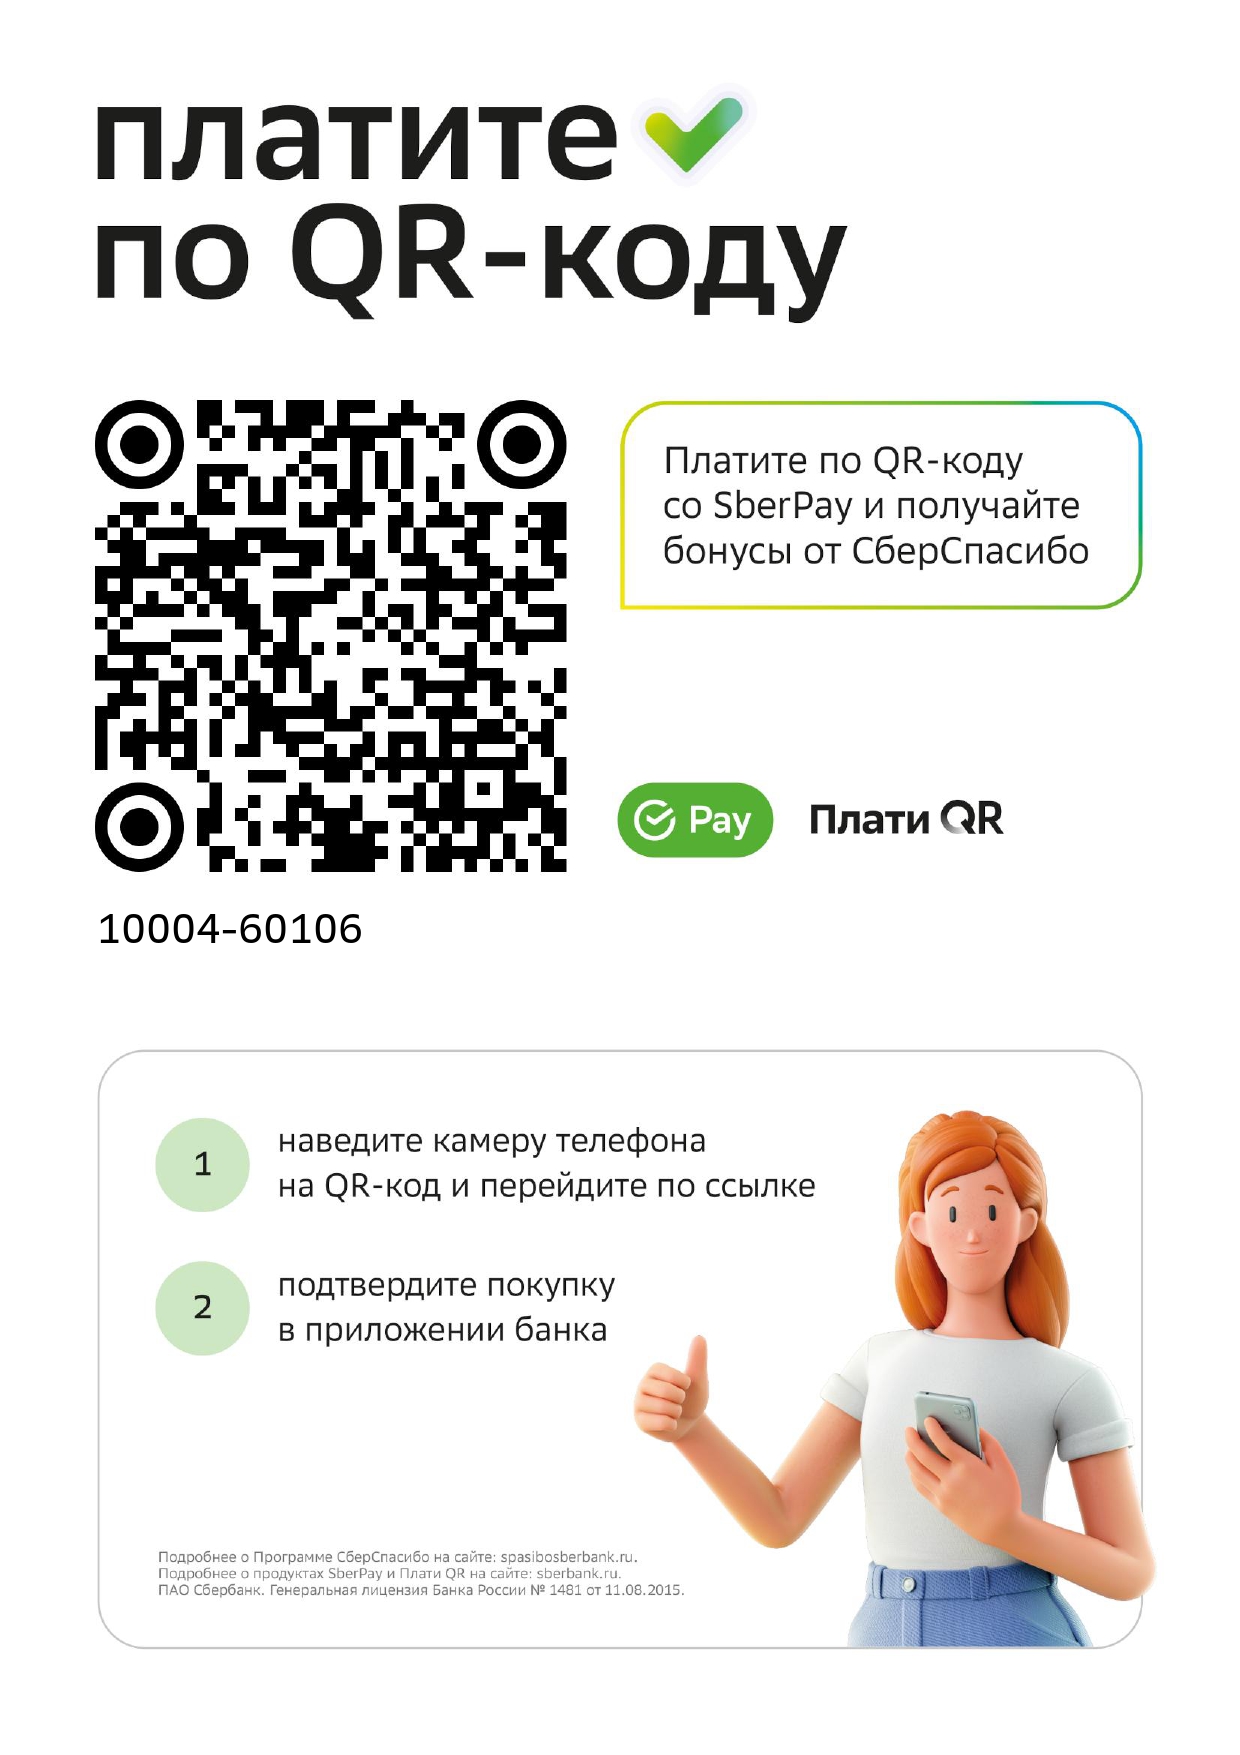 платите
по QR-коду
Платите по QR-коду
со SberPay и получайте
бонусы от СберСпасибо
Pay
Плати QR
10004-60106
1
наведите камеру телефона
на QR-код и перейдите по ссылке
2
подтвердите покупку
в приложении банка
Подробнее о Программе СберСпасибо на сайте: spasibosberbank.ru.
Подробнее о продуктах SberPay и Плати QR на сайте: sberbank.ru.
ПАО Сбербанк. Генеральная лицензия Банка России № 1481 от 11.08.2015.